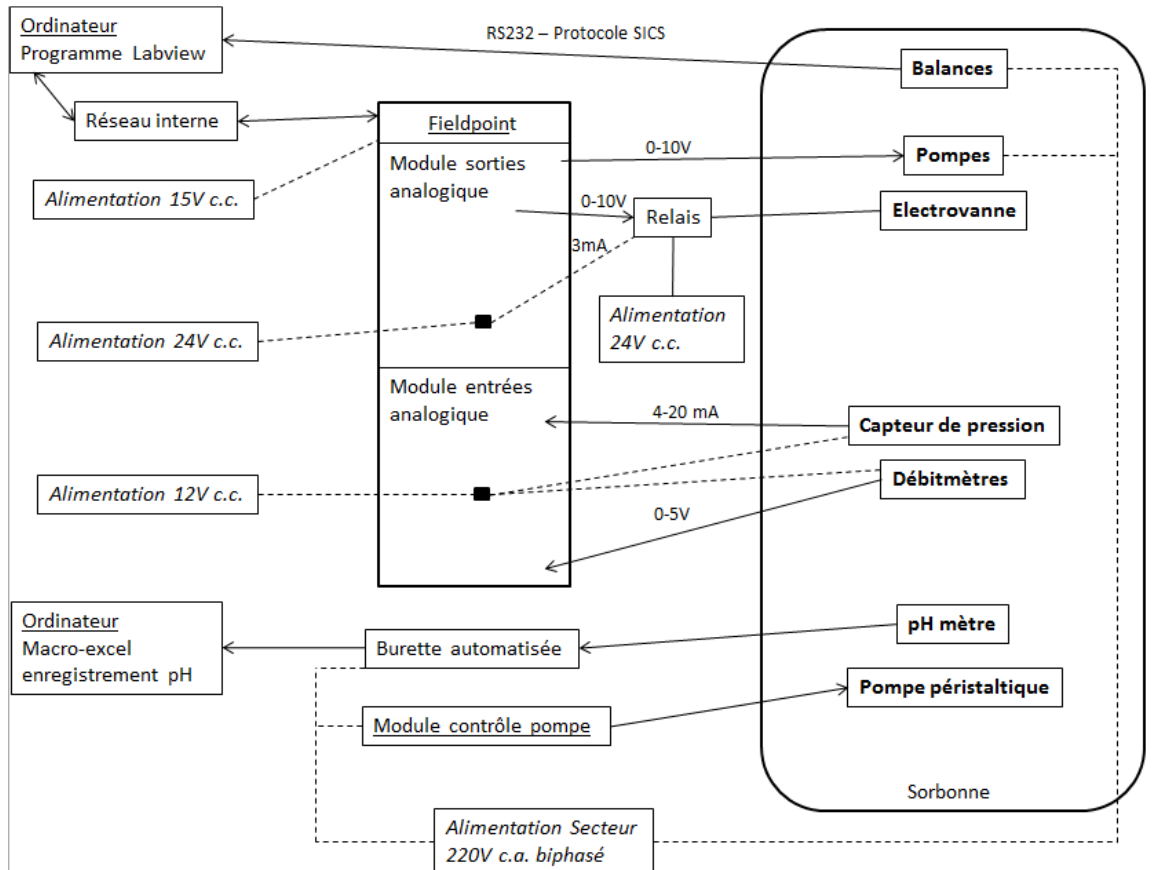 Ordinateur
Programme Labview
RS232 – Protocole SICS
Balances
Réseau interne
Fieldpoint
Module sorties
analogique
0-10V
Pompes
Alimentation 15V c.c.
0-10V
Relais
Electrovanne
3mA
Alimentation 24V c.c.
Alimentation
24V c.c.
Module entrées
analogique
4-20 mA
Capteur de pression
Alimentation 12V c.c.
Débitmètres
0-5V
Ordinateur
Macro-excel
enregistrement pH
Burette automatisée
pH mètre
Pompe péristaltique
Module contrôle pompe
Sorbonne
Alimentation Secteur
220V c.a. biphasé